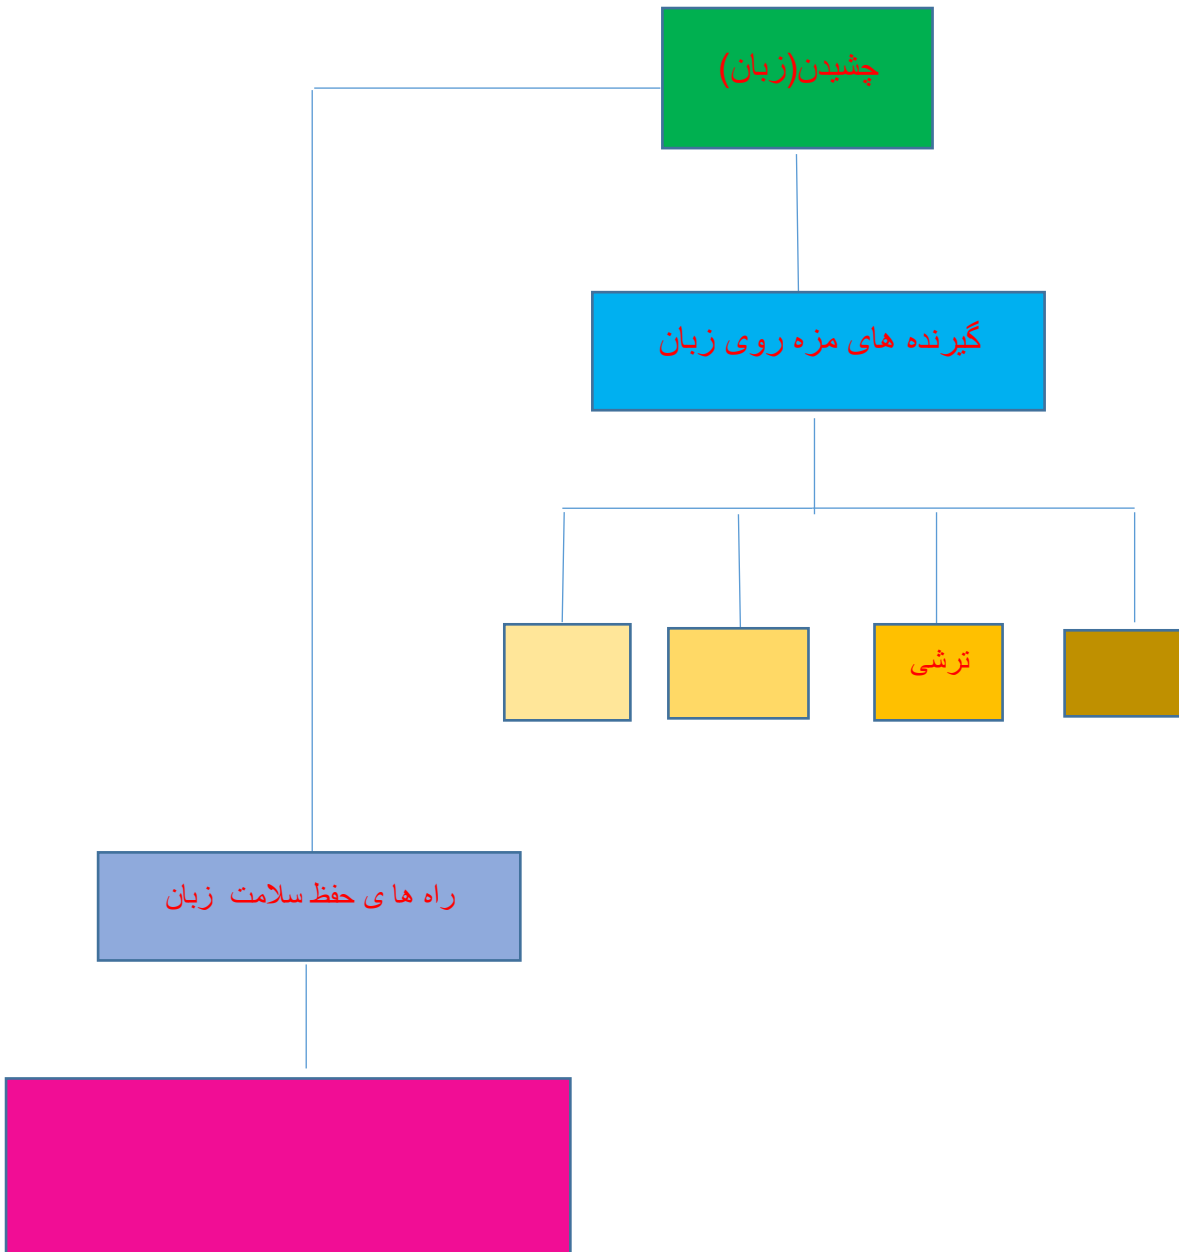 چشیدن(زبان)
گیرنده های مزه روی زبان
ترشی
راه ها ی حفظ سلامت زبان